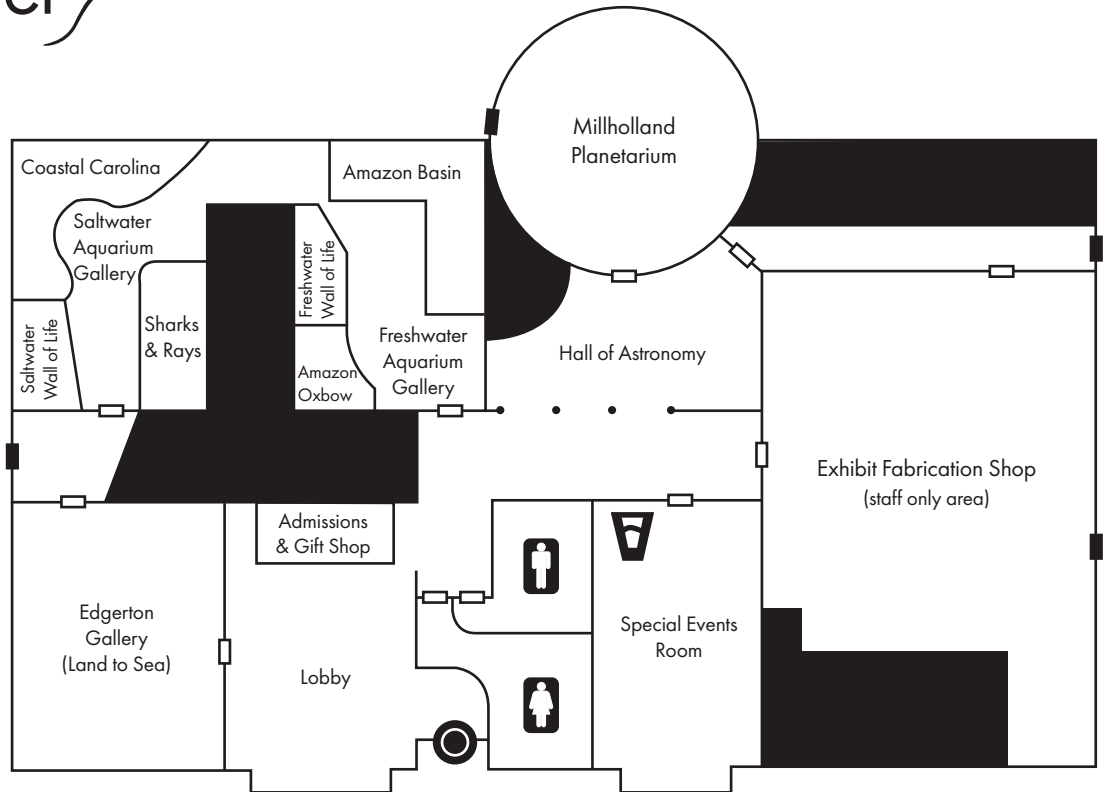 Millholland
Planetarium
Coastal Carolina
Amazon Basin
Saltwater
Aquarium
Gallery
Freshwater
Wall of Life
Sharks
& Rays
Saltwater
Wall of Life
Freshwater
Aquarium
Gallery
Amazon
Oxbow
Hall of Astronomy
Exhibit Fabrication Shop
(staff only area)
Admissions
& Gift Shop
Edgerton
Gallery
(Land to Sea)
Lobby
Special Events
Room